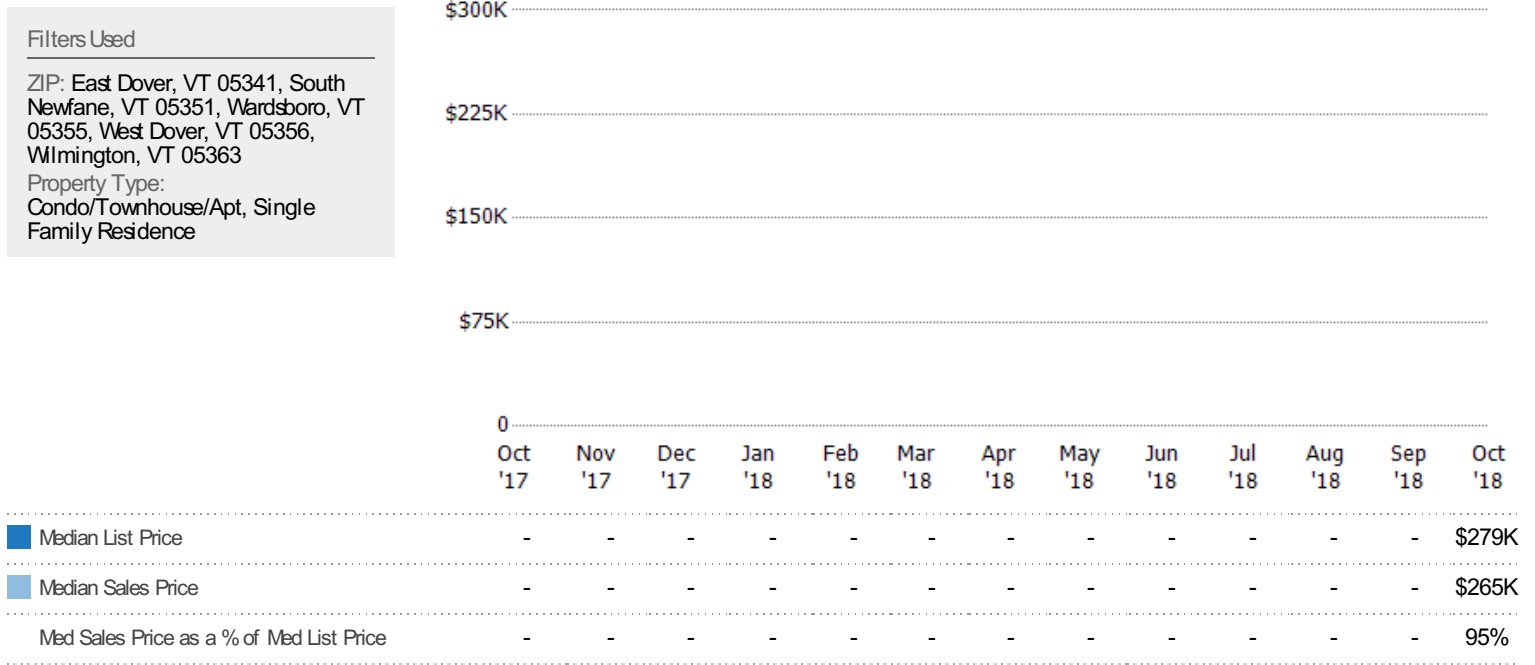 Filters Used
ZIP: East Dover, VT 05341, South
Newfane, VT 05351, Wardsboro, VT
05355, West Dover, VT 05356,
Wilmington, VT 05363
Property Type:
Condo/Townhouse/Apt, Single
Family Residence
$300K
$225K
$150K
$75K
0
Oct Nov Dec Jan Feb Mar Apr May Jun Jul Aug Sep Oct
'17 '17 '17 '18 '18 '18 '18 '18 '18 '18 '18 '18 '18
Median List Price - - - - - - - - - - - - $279K
Median Sales Price - - - - - - - - - - - - $265K
Med Sales Price as a % of Med List Price - - - - - - - - - - - - 95%